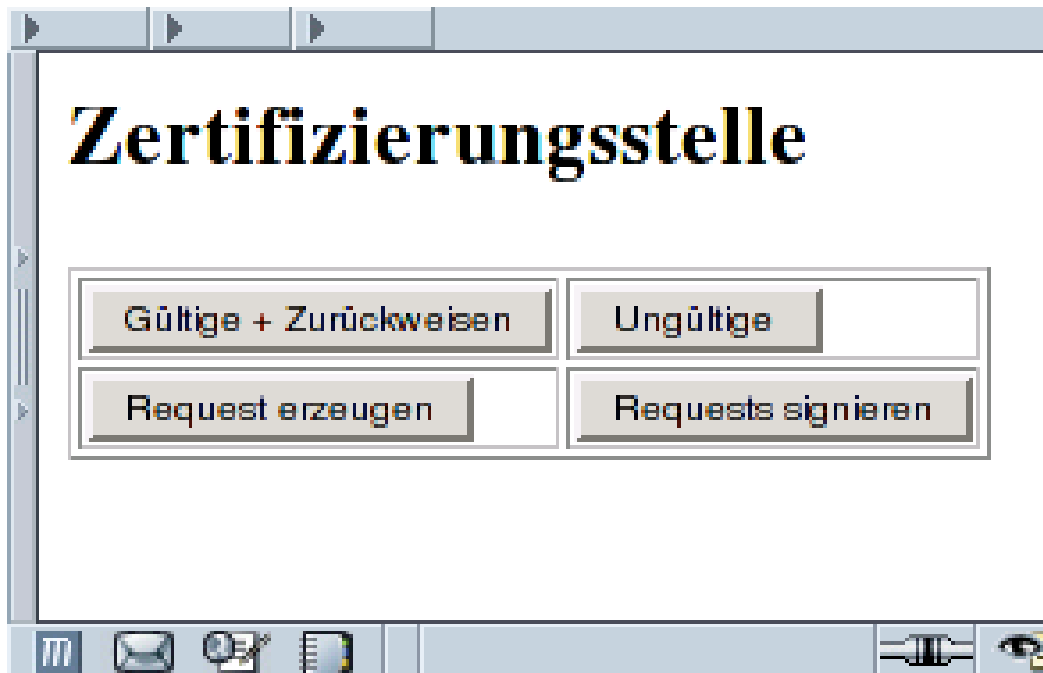 Zertifizierungsstelle
Gültige + Zurückweisen Ungültige
Request erzeugen Requests signieren